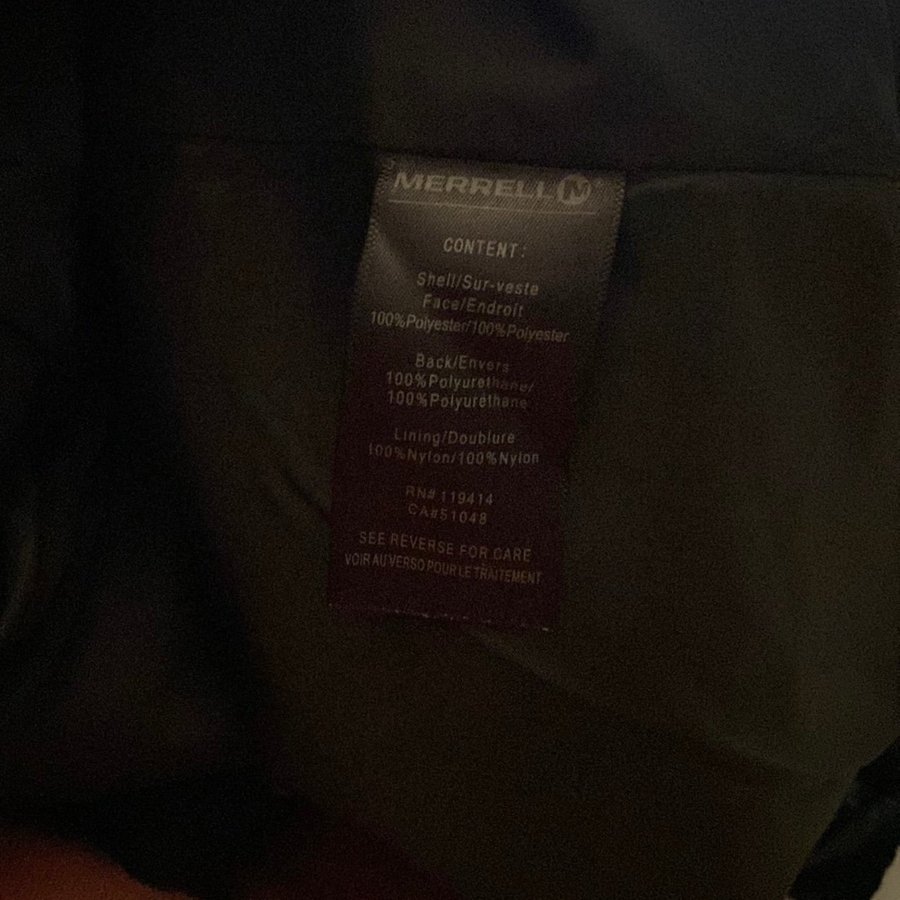 MERRELL
CONTENT:
Shell/Sur-veste
Face/Endroit
100%Polyester/100%Polyester
Back/Envers
100%Polyurethane/
100%Polyurethane
Lining/Doublure
100%Nylon/100%Nylon
RN# 119414
CA#51048
SEE REVERSE FOR CARE
VOIR AU VERSO POUR LE TRAITEMENT